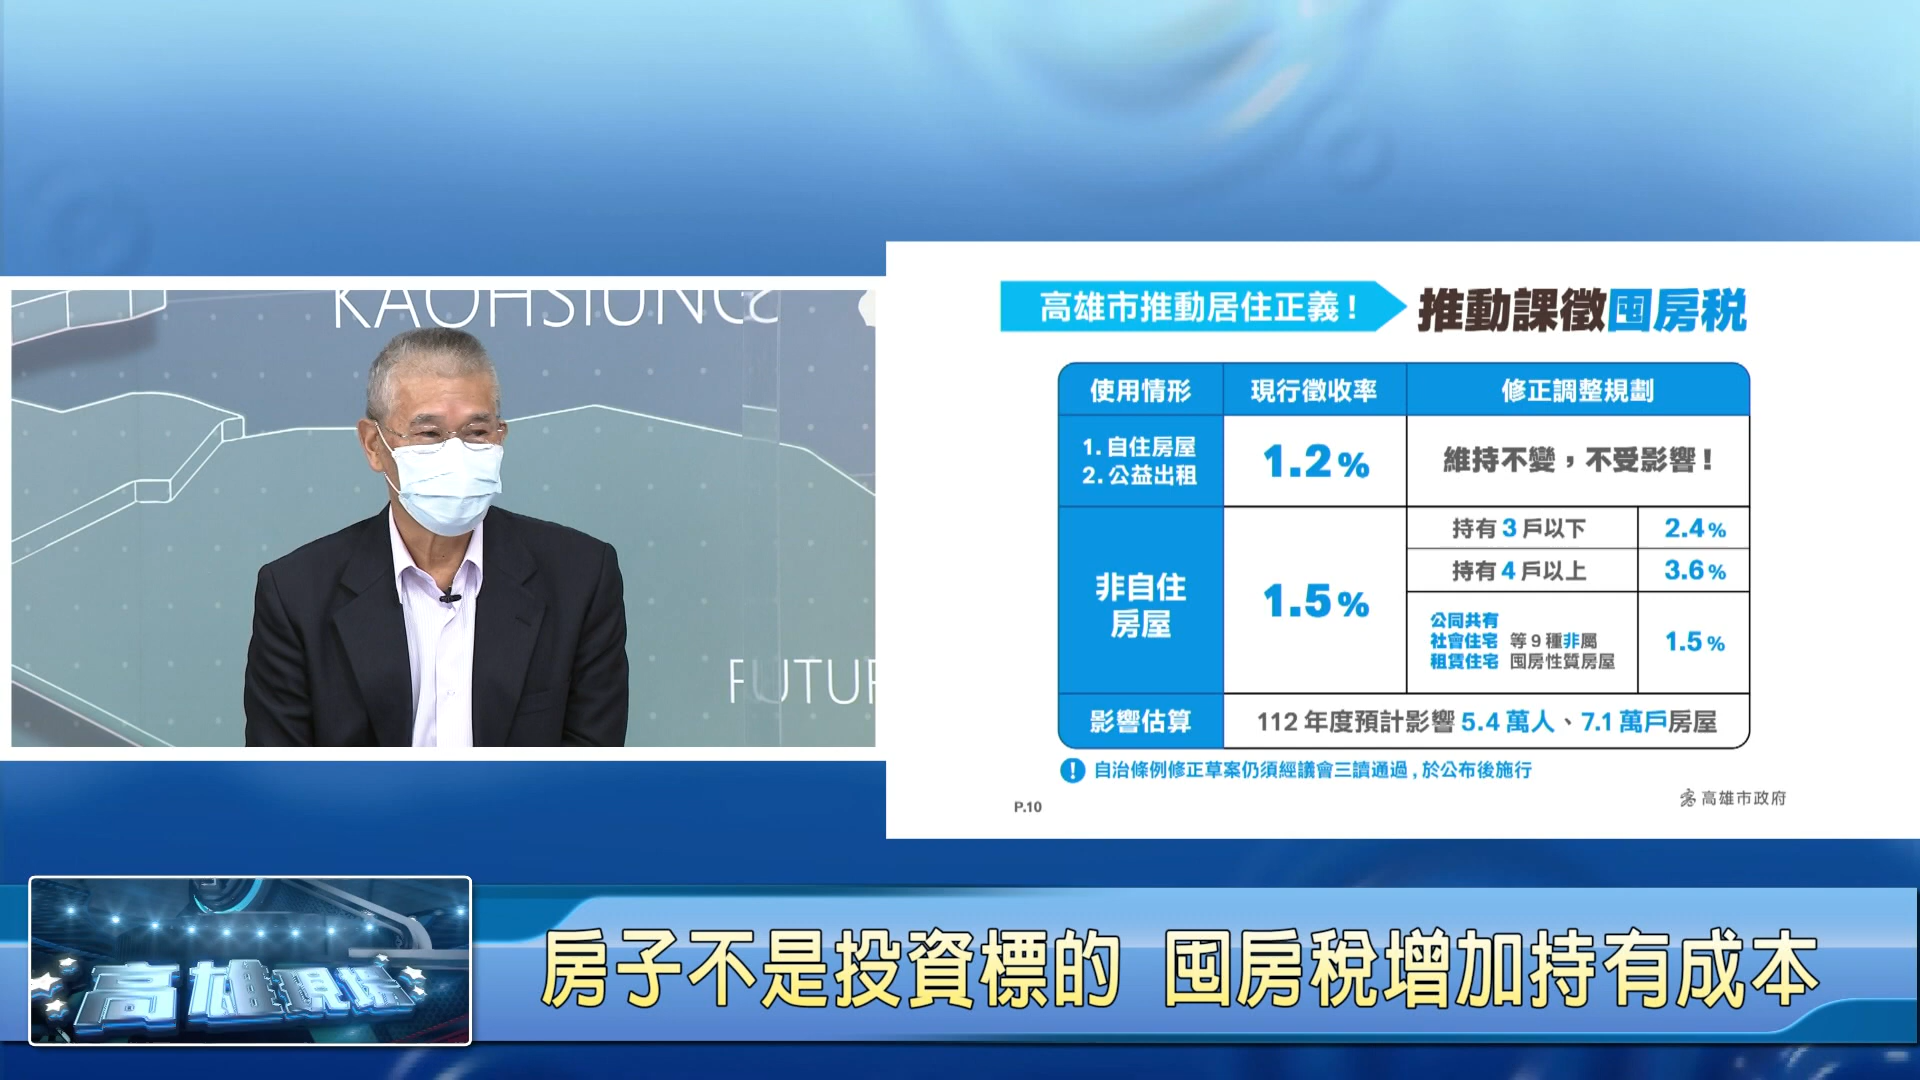 KAOHSIUNG
FUTUR
高雄市推動居住正義！
推動課徵囤房税
使用情形
現行徵收率
修正調整規劃
1. 自住房屋
2. 公益出租
1.2%
維持不變，不受影響！
非自住
房屋
1.5%
持有 3 戶以下
2.4%
持有 4 戶以上
3.6%
公同共有
社會住宅 等 9 種非屬
租賃住宅 囤房性質房屋
1.5%
影響估算
112 年度預計影響 5.4 萬人、7.1 萬戶房屋
! 自治條例修正草案仍須經議會三讀通過，於公布後施行
P.10
高雄市政府
高雄現場
房子不是投資標的 囤房稅增加持有成本